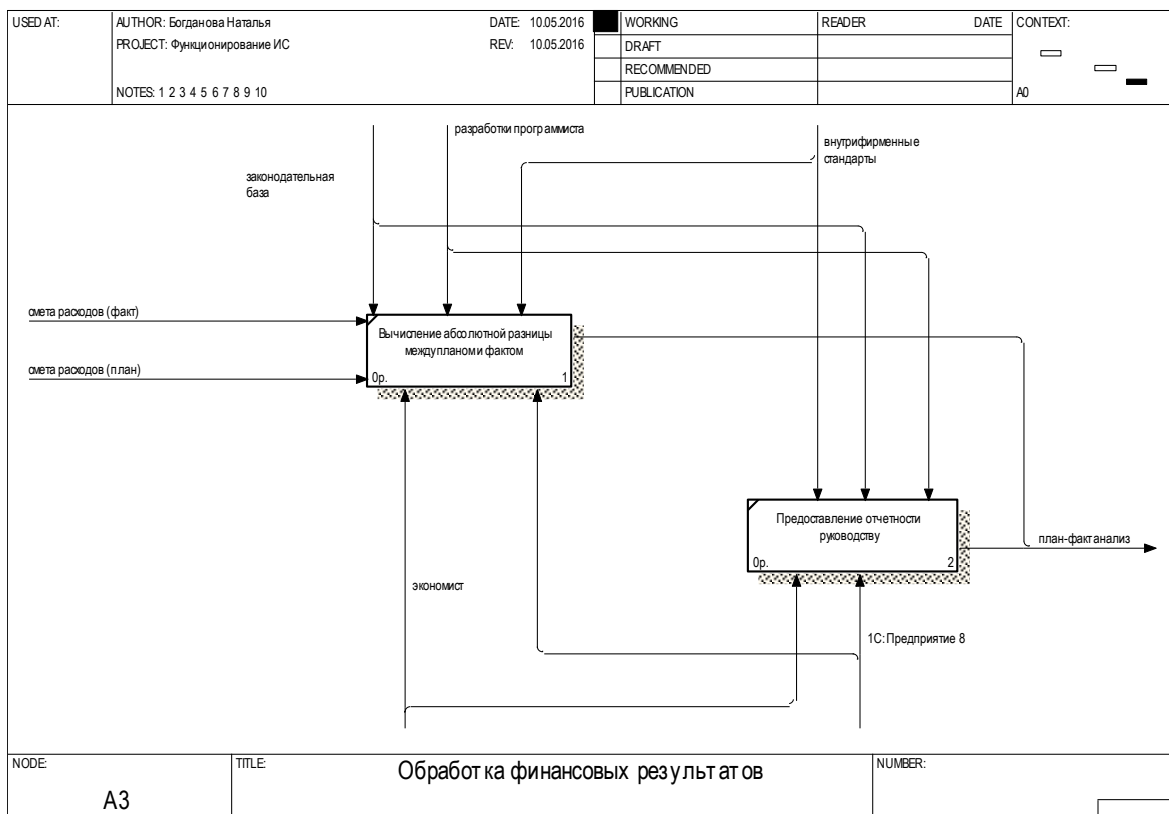 USED AT:
AUTHOR: Богданова Наталья
DATE: 10.05.2016
PROJECT: Функционирование ИС
REV: 10.05.2016
NOTES: 1 2 3 4 5 6 7 8 9 10
WORKING
DRAFT
RECOMMENDED
PUBLICATION
READER
DATE
CONTEXT:
A0
разработки программиста
внутрифирменные
стандарты
законодательная
база
смета расходов (факт)
смета расходов (план)
Вычисление абсолютной разницы
между планом и фактом
0р.
1
Предоставление отчетности
руководству
0р.
2
план-факт анализ
экономист
1С:Предприятие 8
NODE:
A3
TITLE:
Обработка финансовых результатов
NUMBER: